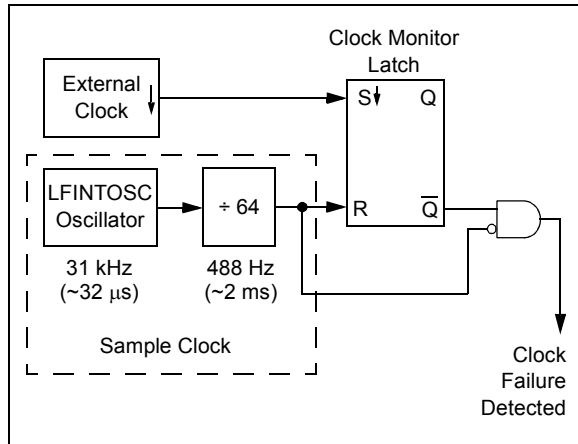 Clock Monitor
Latch
External
Clock
S
Q
LFINTOSC
Oscillator
÷ 64
R
Q̅
31 kHz
(~32 μs)
488 Hz
(~2 ms)
Sample Clock
Clock
Failure
Detected